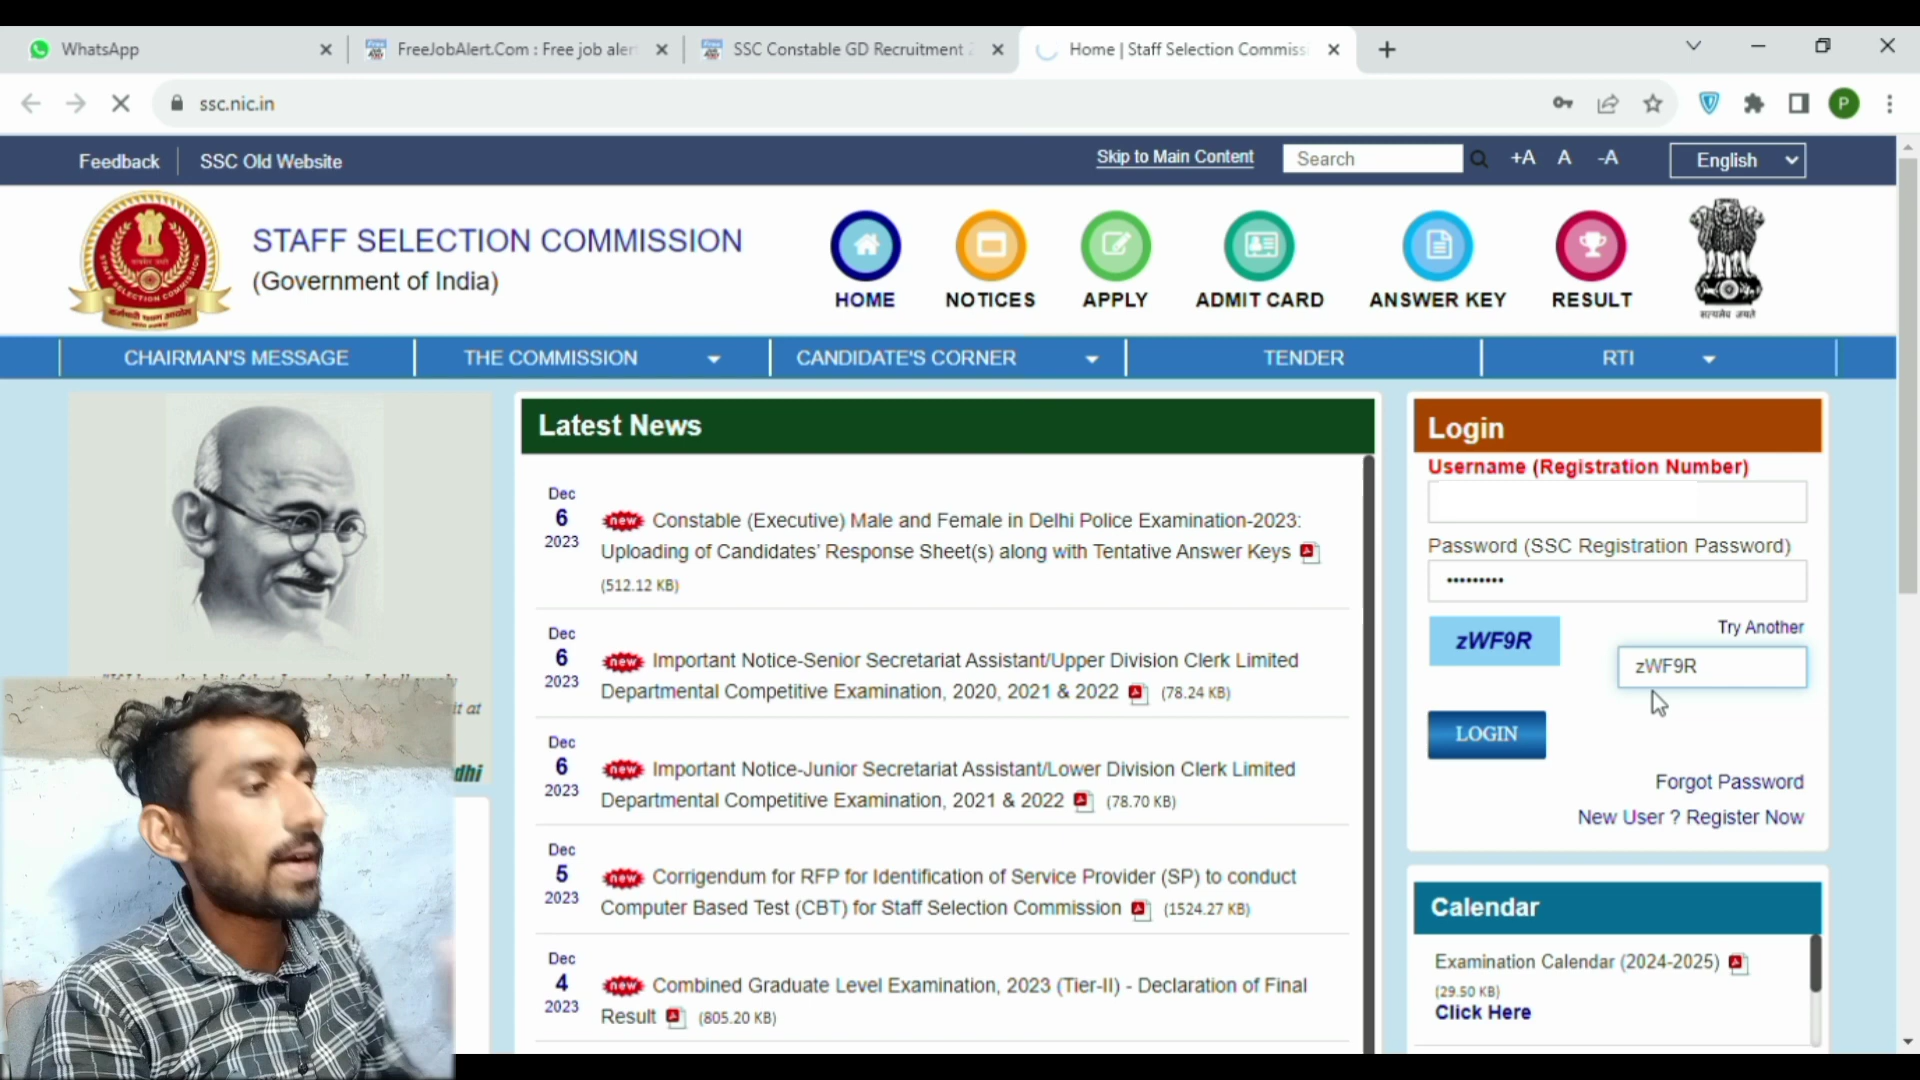 WhatsApp
FreeJobAlert.Com : Free job aler
SSC Constable GD Recruitment 2
Home | Staff Selection Commiss
ssc.nic.in
P
Feedback
SSC Old Website
Skip to Main Content
Search
+A A -A
English
STAFF SELECTION COMMISSION
(Government of India)
HOME
NOTICES
APPLY
ADMIT CARD
ANSWER KEY
RESULT
सत्यमेव जयते
CHAIRMAN'S MESSAGE
THE COMMISSION
CANDIDATE'S CORNER
TENDER
RTI
it at
dhi
Latest News
Dec
6
2023
new Constable (Executive) Male and Female in Delhi Police Examination-2023:
Uploading of Candidates' Response Sheet(s) along with Tentative Answer Keys
(512.12 KB)
Dec
6
2023
new Important Notice-Senior Secretariat Assistant/Upper Division Clerk Limited
Departmental Competitive Examination, 2020, 2021 & 2022 (78.24 KB)
Dec
6
2023
new Important Notice-Junior Secretariat Assistant/Lower Division Clerk Limited
Departmental Competitive Examination, 2021 & 2022 (78.70 KB)
Dec
5
2023
new Corrigendum for RFP for Identification of Service Provider (SP) to conduct
Computer Based Test (CBT) for Staff Selection Commission (1524.27 KB)
Dec
4
2023
new Combined Graduate Level Examination, 2023 (Tier-II) - Declaration of Final
Result (805.20 KB)
Login
Username (Registration Number)
Password (SSC Registration Password)
•••••••••
zWF9R
Try Another
zWF9R
LOGIN
Forgot Password
New User ? Register Now
Calendar
Examination Calendar (2024-2025)
(29.50 KB)
Click Here